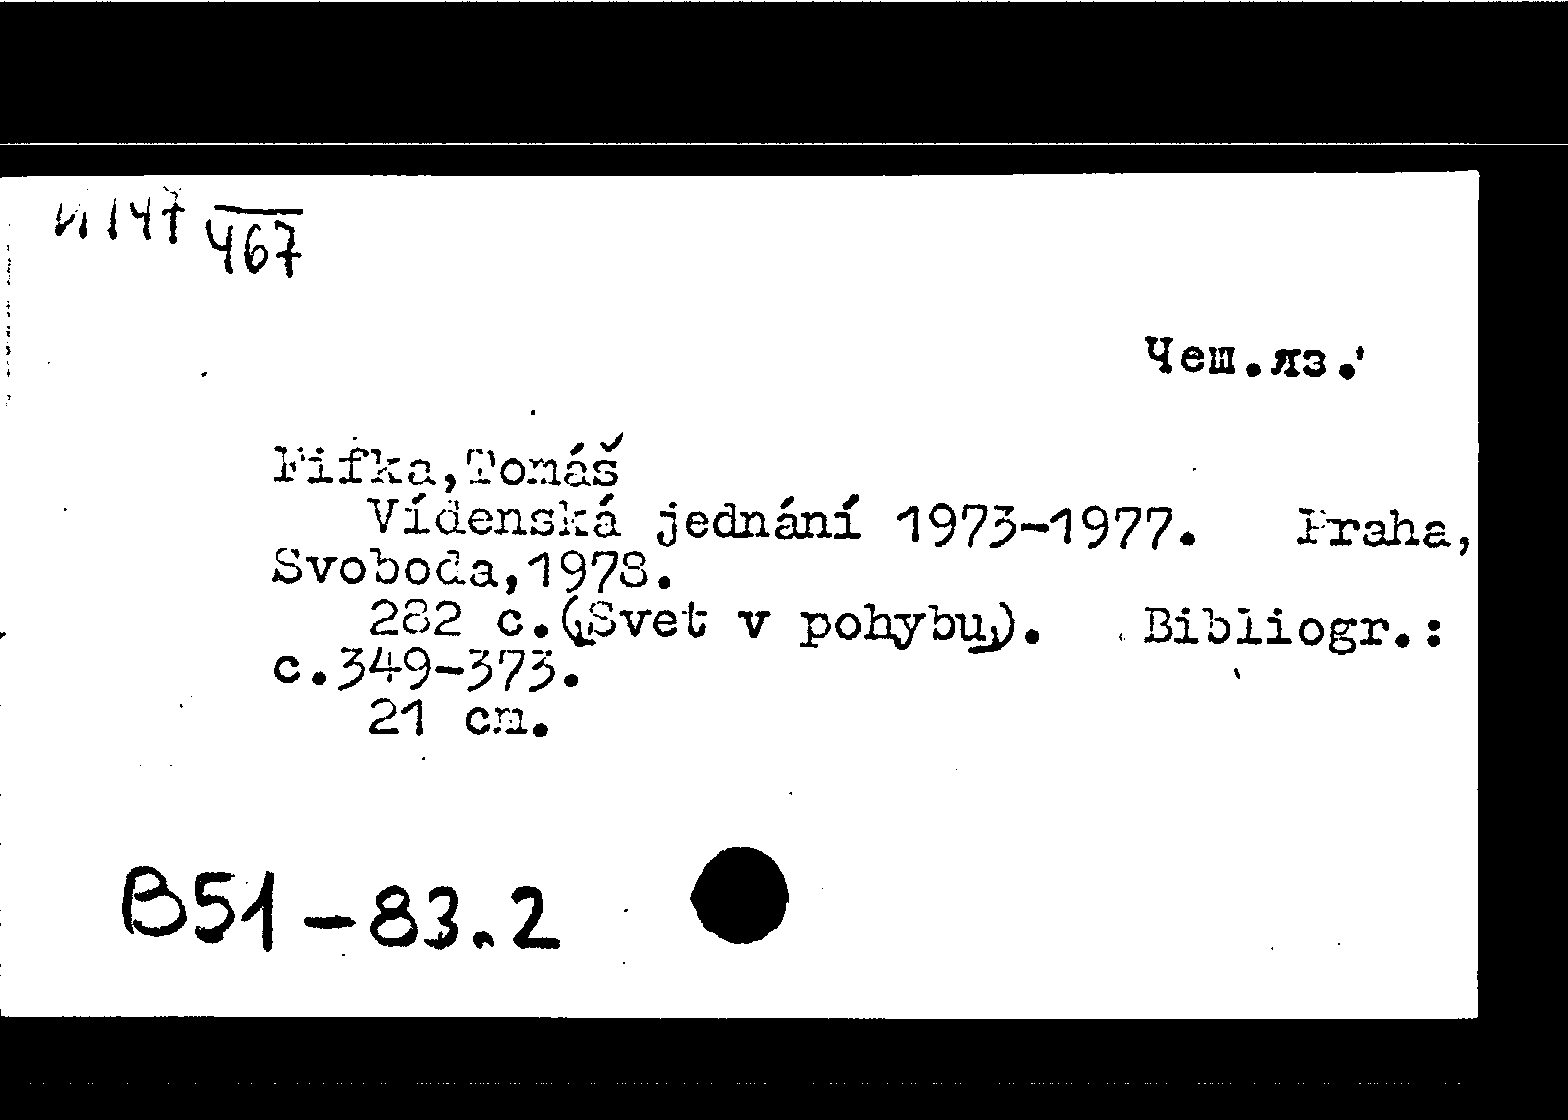 И147 467
Чеш.яз.
Fifka,Tomáš
Vídenská jednání 1973-1977. Praha,
Svoboda,1978.
282 с.(Svet v pohybu). Bibliogr.:
с.349-373.
21 cm.
В51-83.2